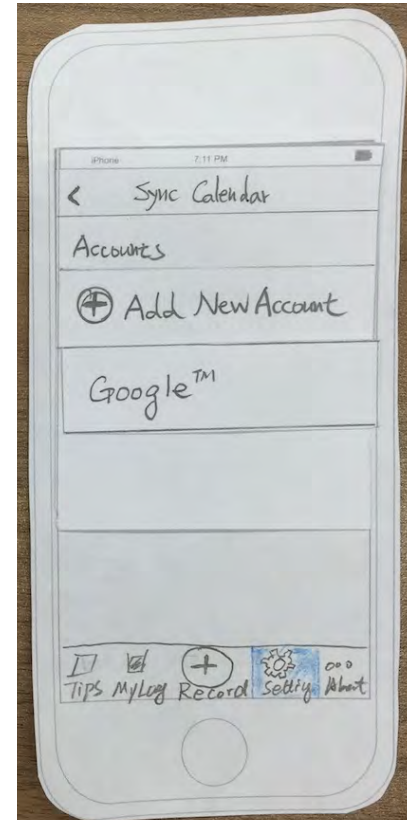 iPhone 7:11 PM
< Sync Calendar
Accounts
+ Add New Account
Google™
Tips MyLog Record Setting About